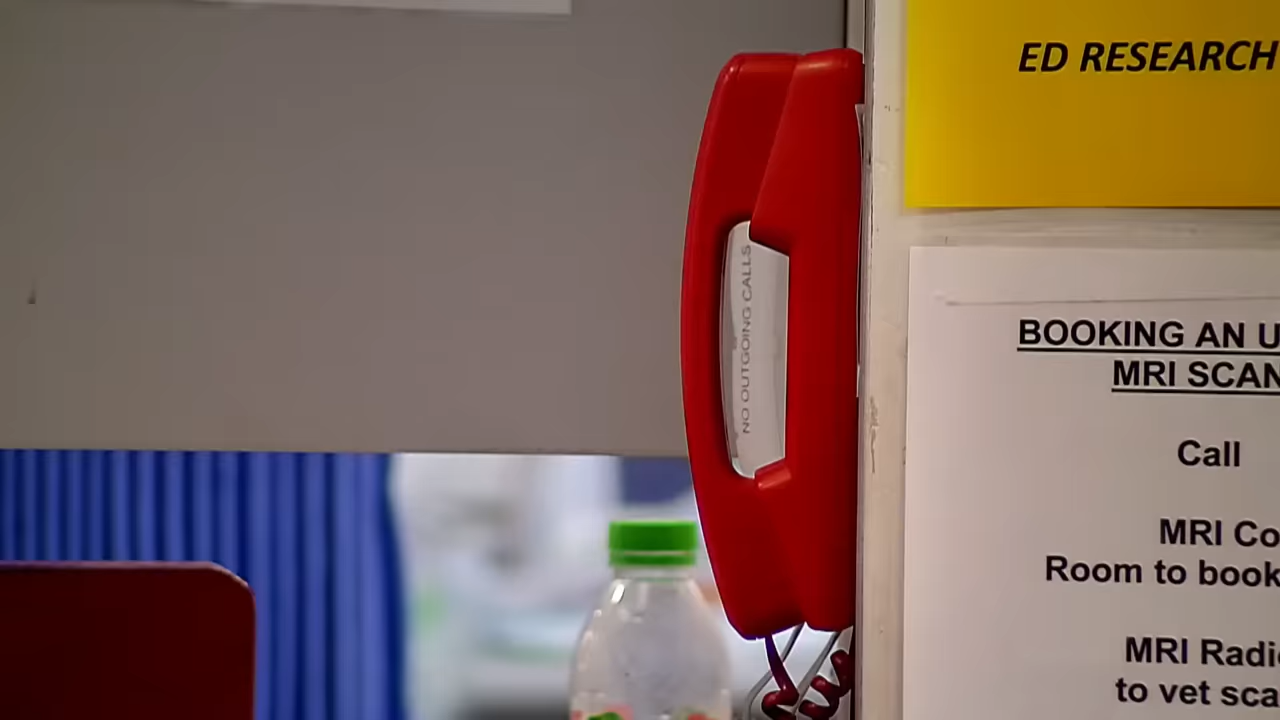 NO OUTGOING CALLS
ED RESEARCH
BOOKING AN U
MRI SCAN
Call
MRI Co
Room to book
MRI Radi
to vet sca